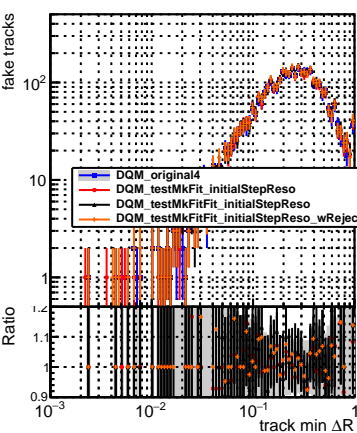 fake tracks
10²
10
1
DQM_original4
DQM_testMkFit_initialStepReso
DQM_testMkFitFit_initialStepReso
DQM_testMkFitFit_initialStepReso_wRejec
Ratio
1.2
1.1
1
0.9
10⁻³ 10⁻² 10⁻¹ 1
track min ΔR